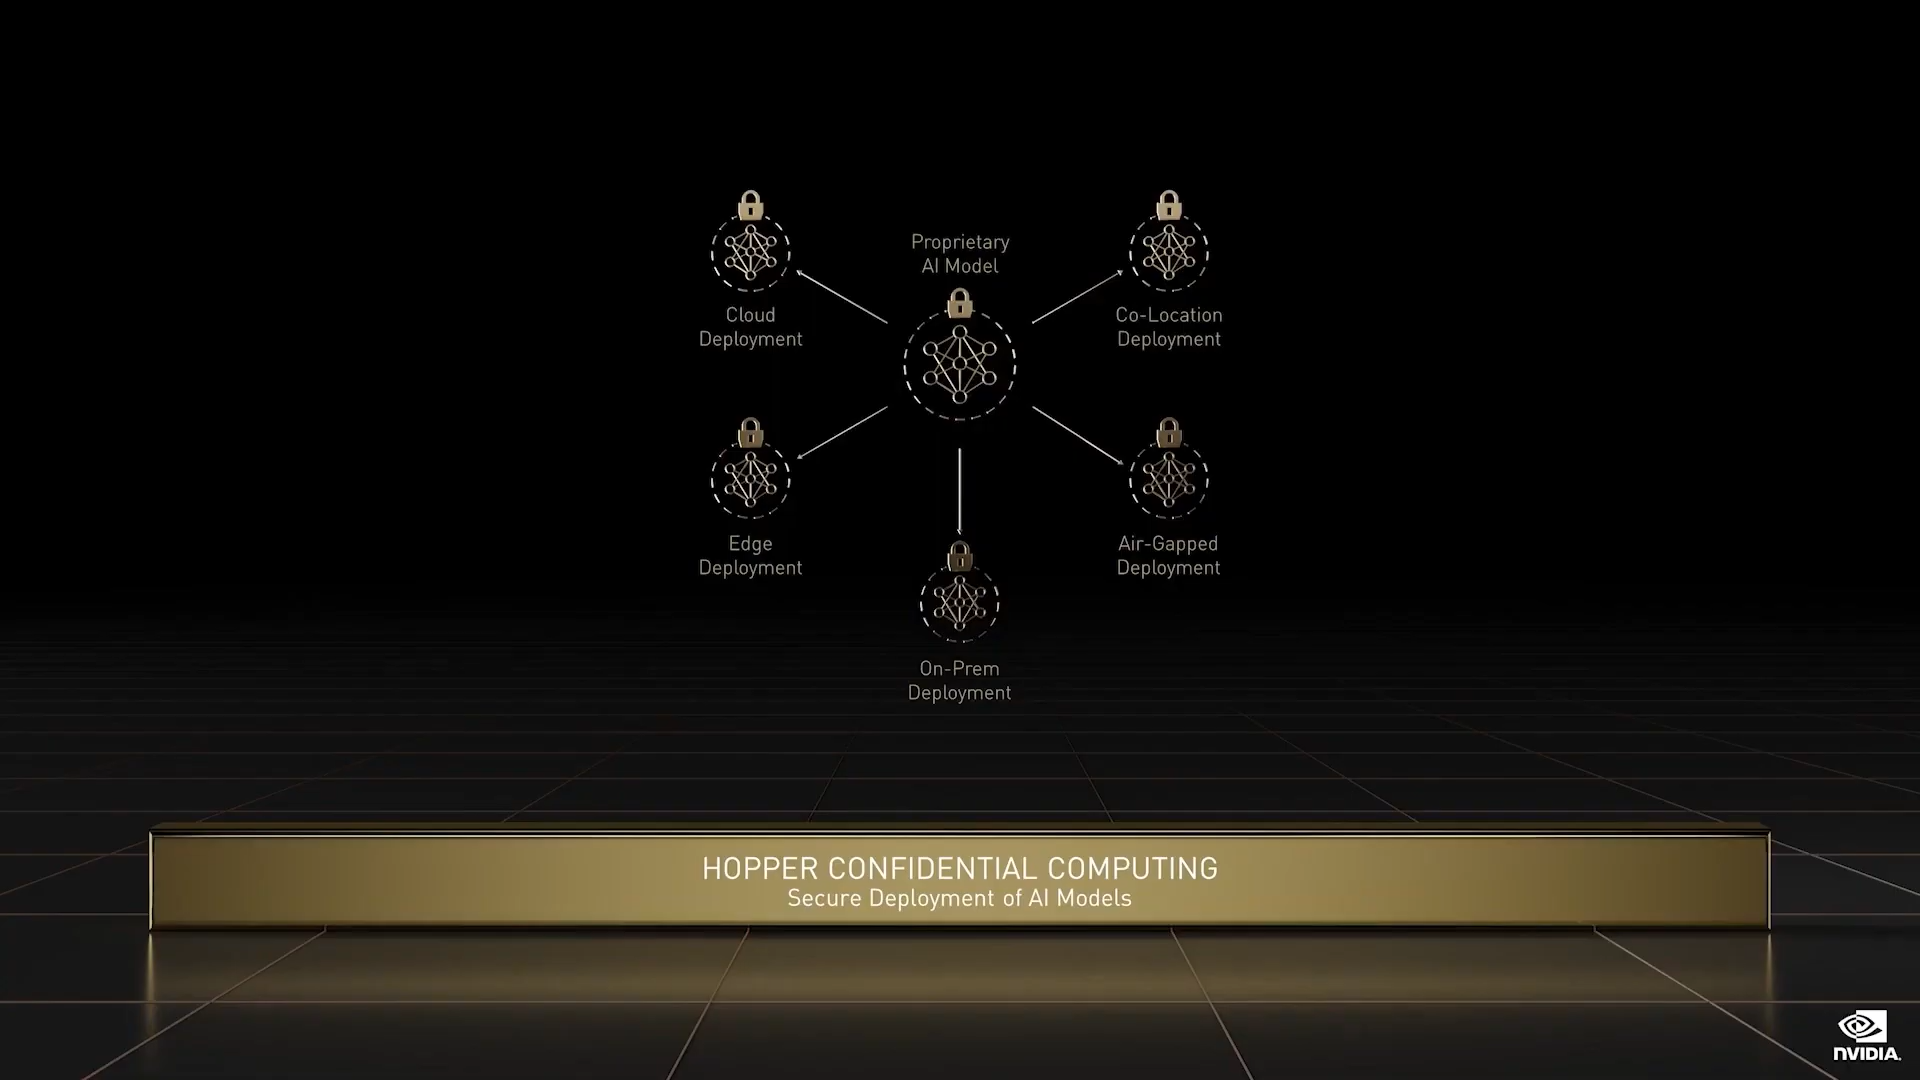 Proprietary
AI Model
Cloud
Deployment
Co-Location
Deployment
Edge
Deployment
Air-Gapped
Deployment
On-Prem
Deployment
HOPPER CONFIDENTIAL COMPUTING
Secure Deployment of AI Models
NVIDIA.